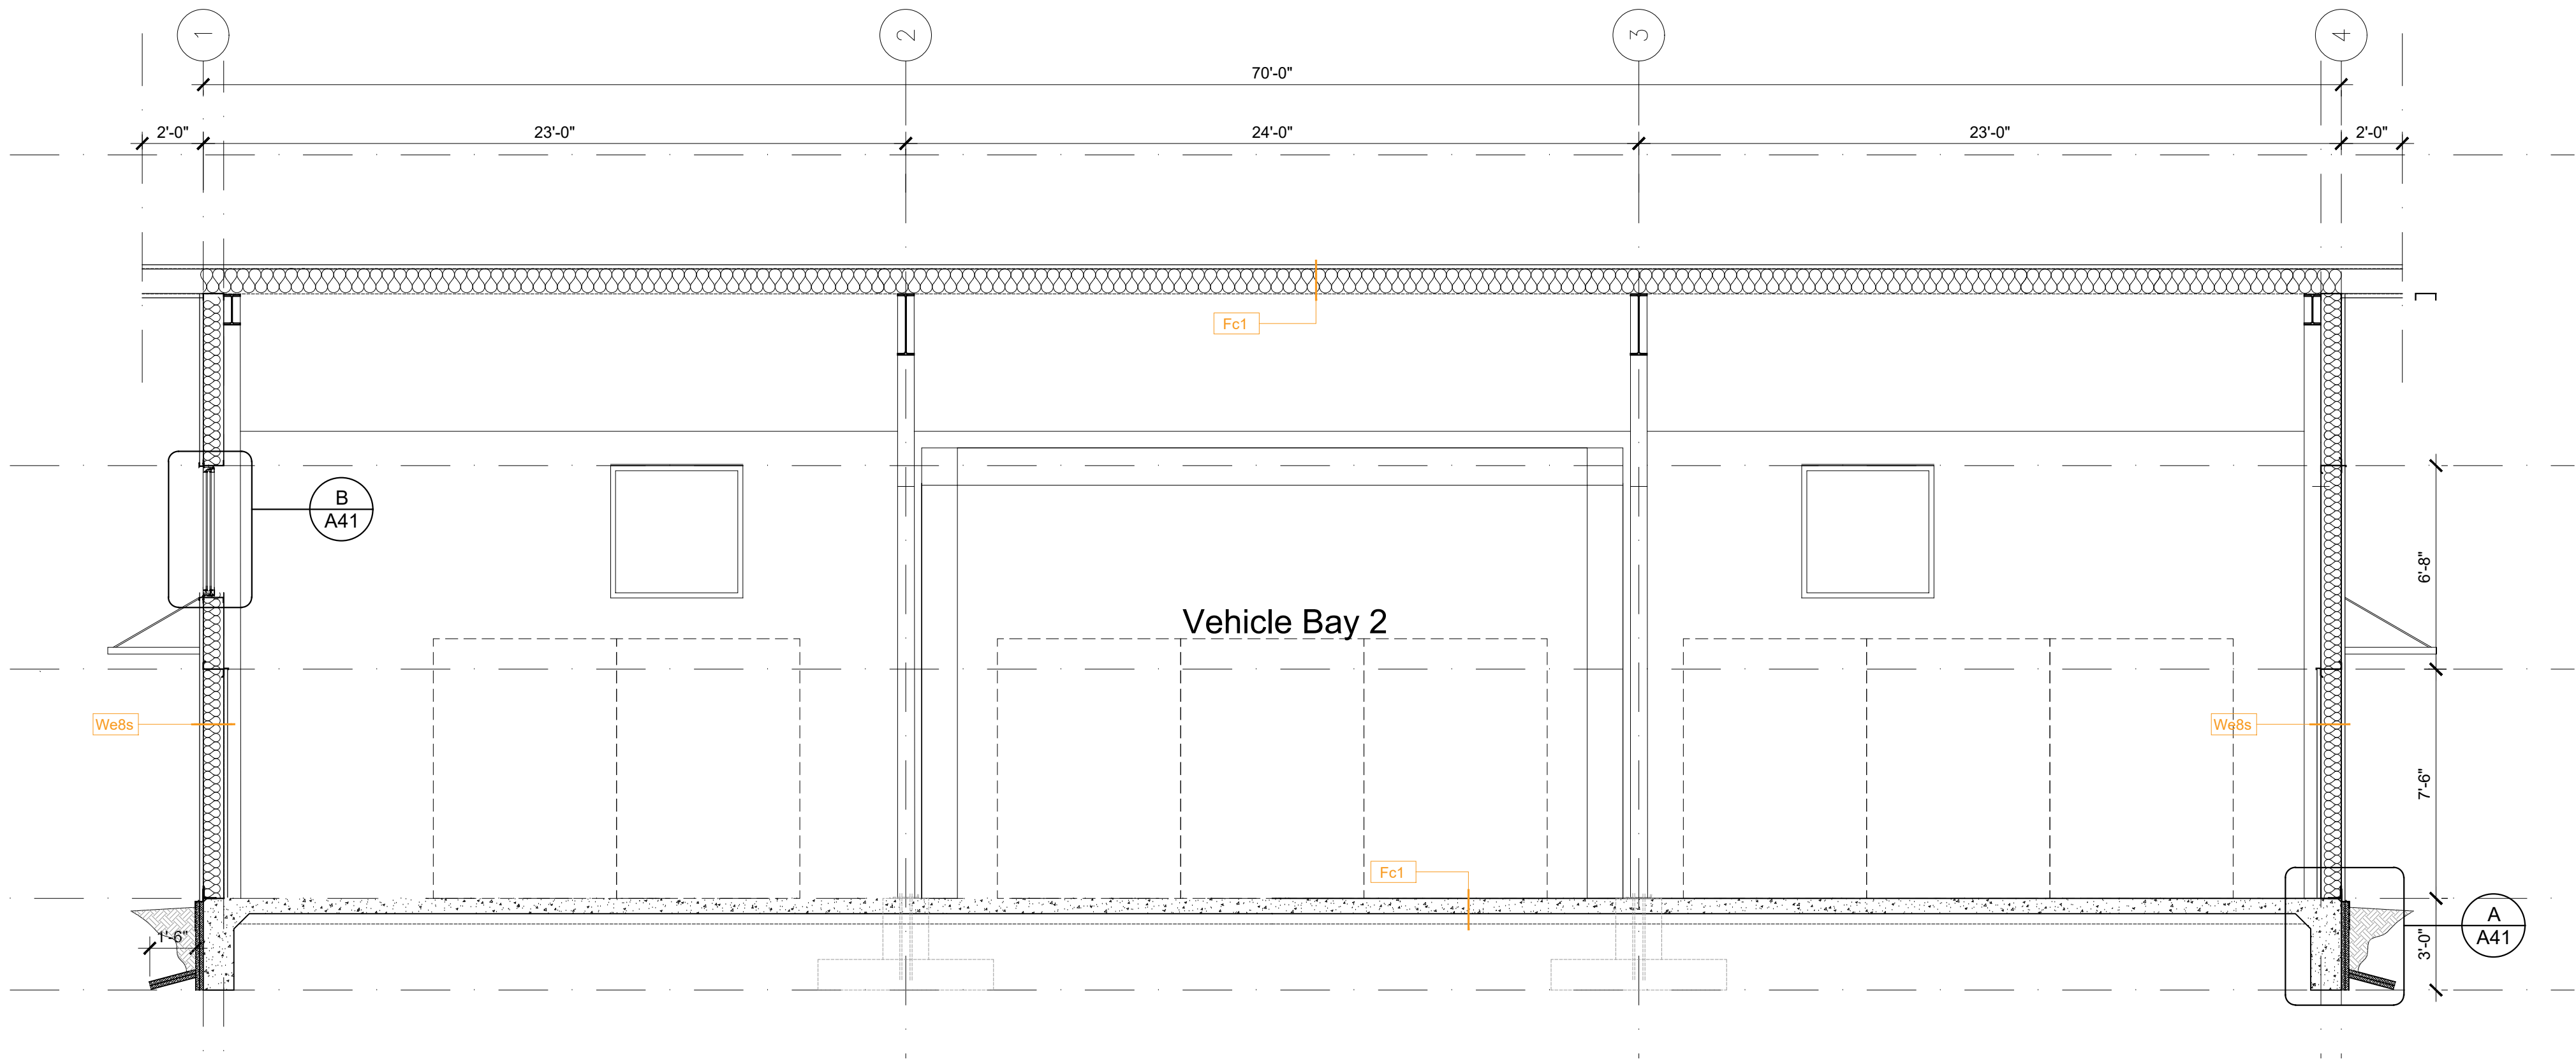 1
2
3
4
70'-0"
2'-0"
23'-0"
24'-0"
23'-0"
2'-0"
Fc1
B
A41
6'-8"
Vehicle Bay 2
We8s
We8s
7'-6"
Fc1
1'-6"
A
A41
3'-0"